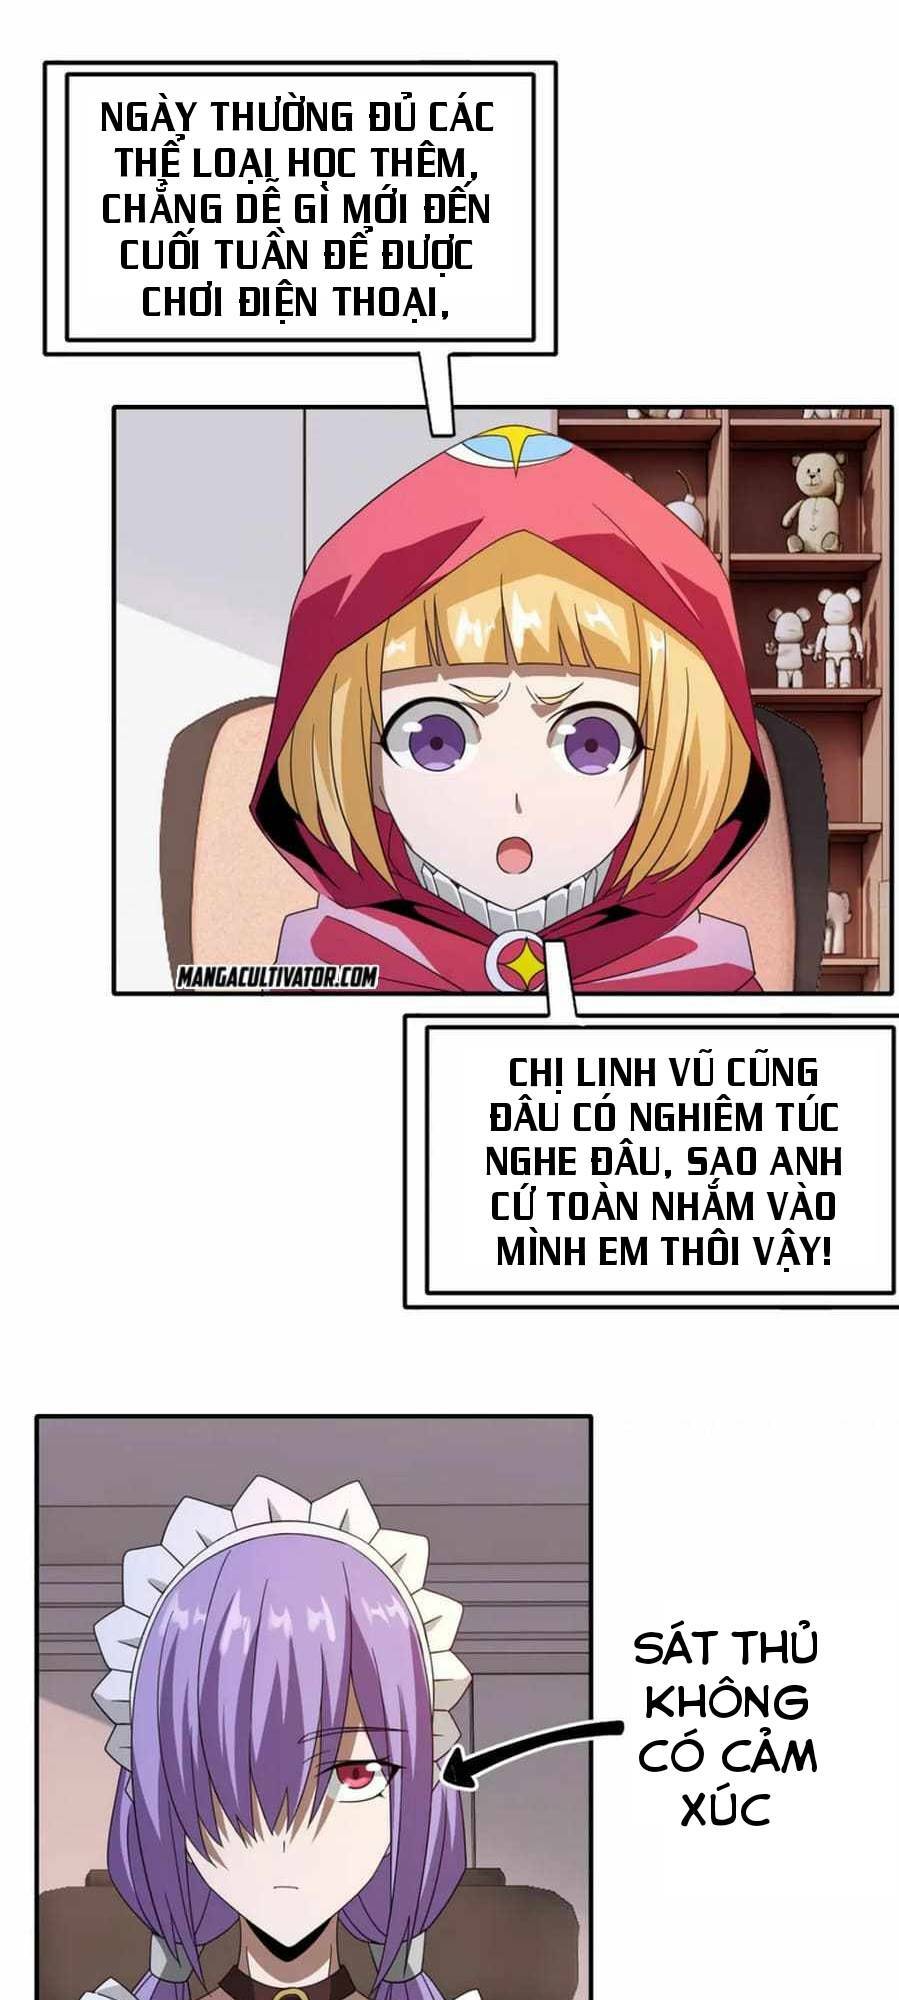 NGÀY THƯỜNG ĐỦ CÁC
THỂ LOẠI HỌC THÊM,
CHẲNG DỄ GÌ MỚI ĐẾN
CUỐI TUẦN ĐỂ ĐƯỢC
CHƠI ĐIỆN THOẠI,
MANGACULTIVATOR.COM
CHỊ LINH VŨ CŨNG
ĐÂU CÓ NGHIÊM TÚC
NGHE ĐÂU, SAO ANH
CỨ TOÀN NHẮM VÀO
MÌNH EM THÔI VẬY!
SÁT THỦ
KHÔNG
CÓ CẢM
XÚC